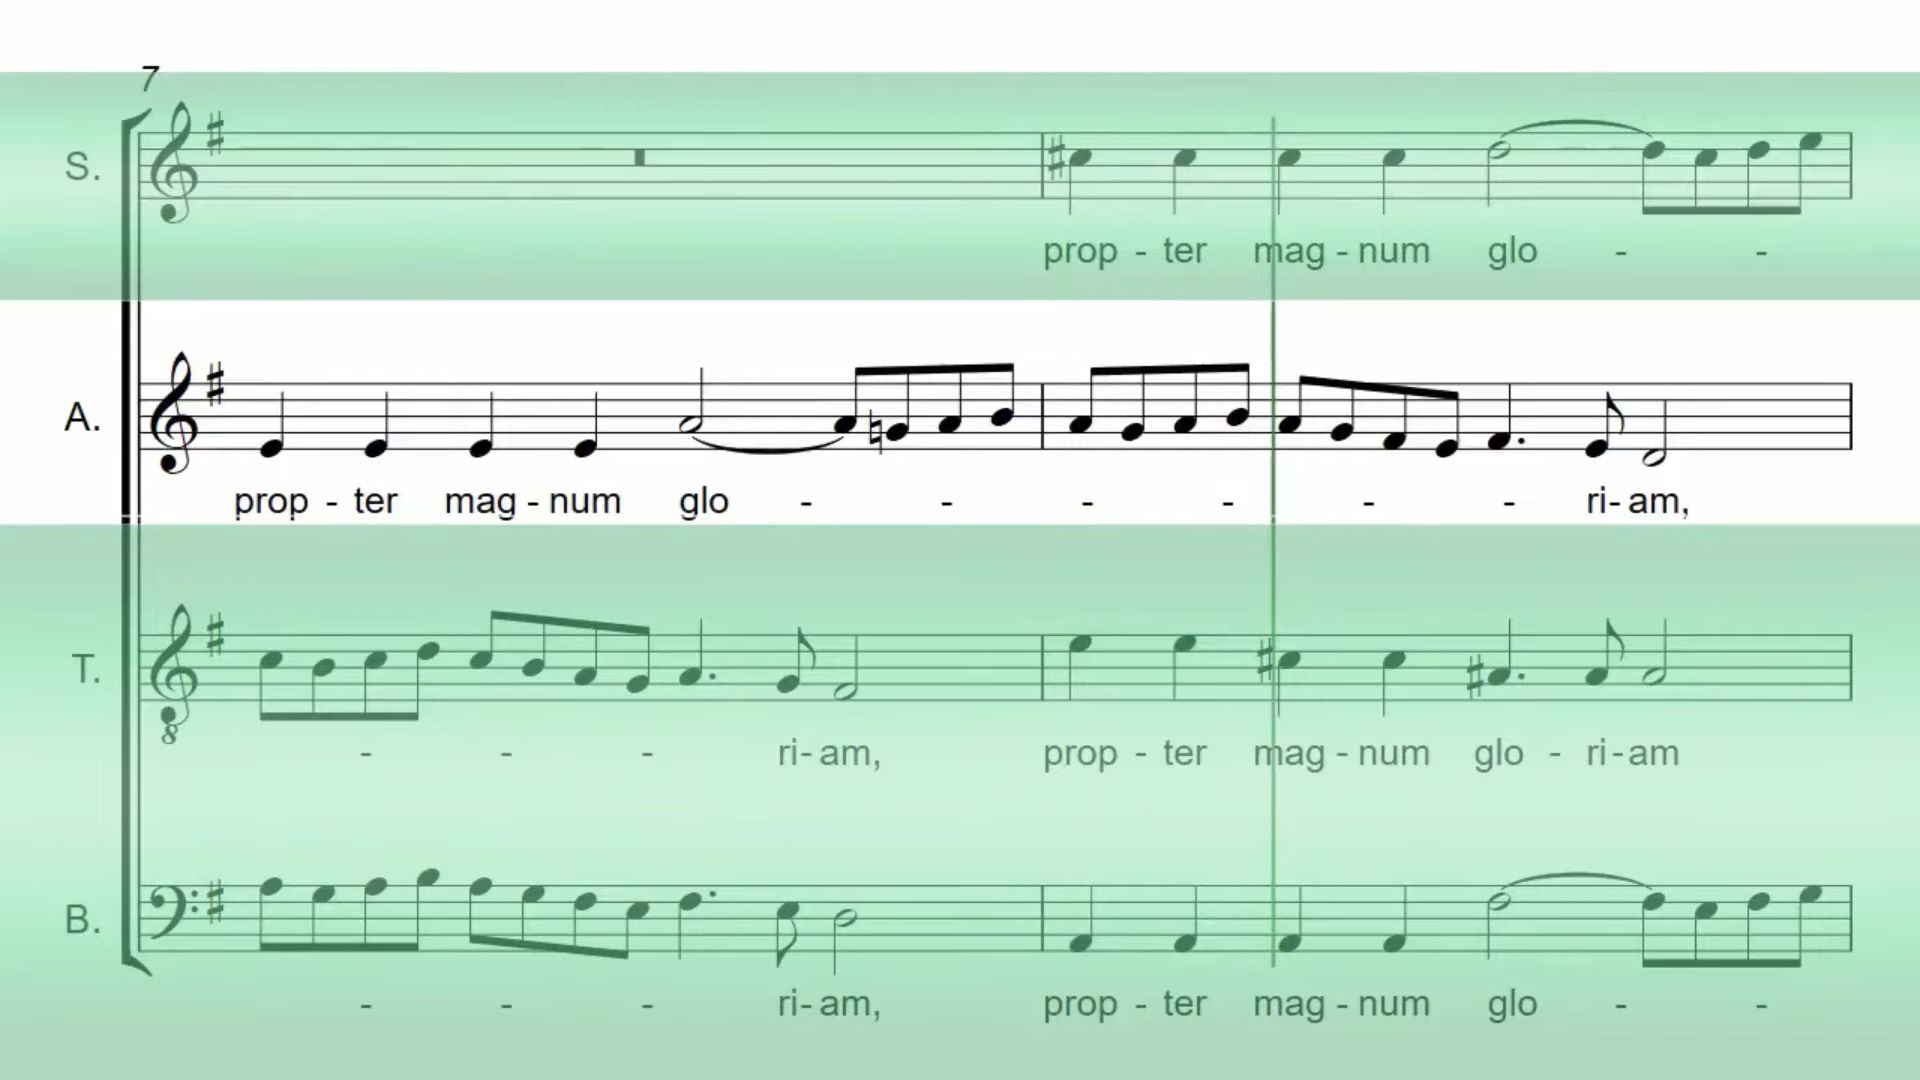 7
S.
prop - ter mag - num glo - -
A.
prop - ter mag - num glo - - - - - - ri- am,
T.
8
- - - ri- am, prop - ter mag - num glo - ri - am
B.
- - - ri- am, prop - ter mag - num glo - -